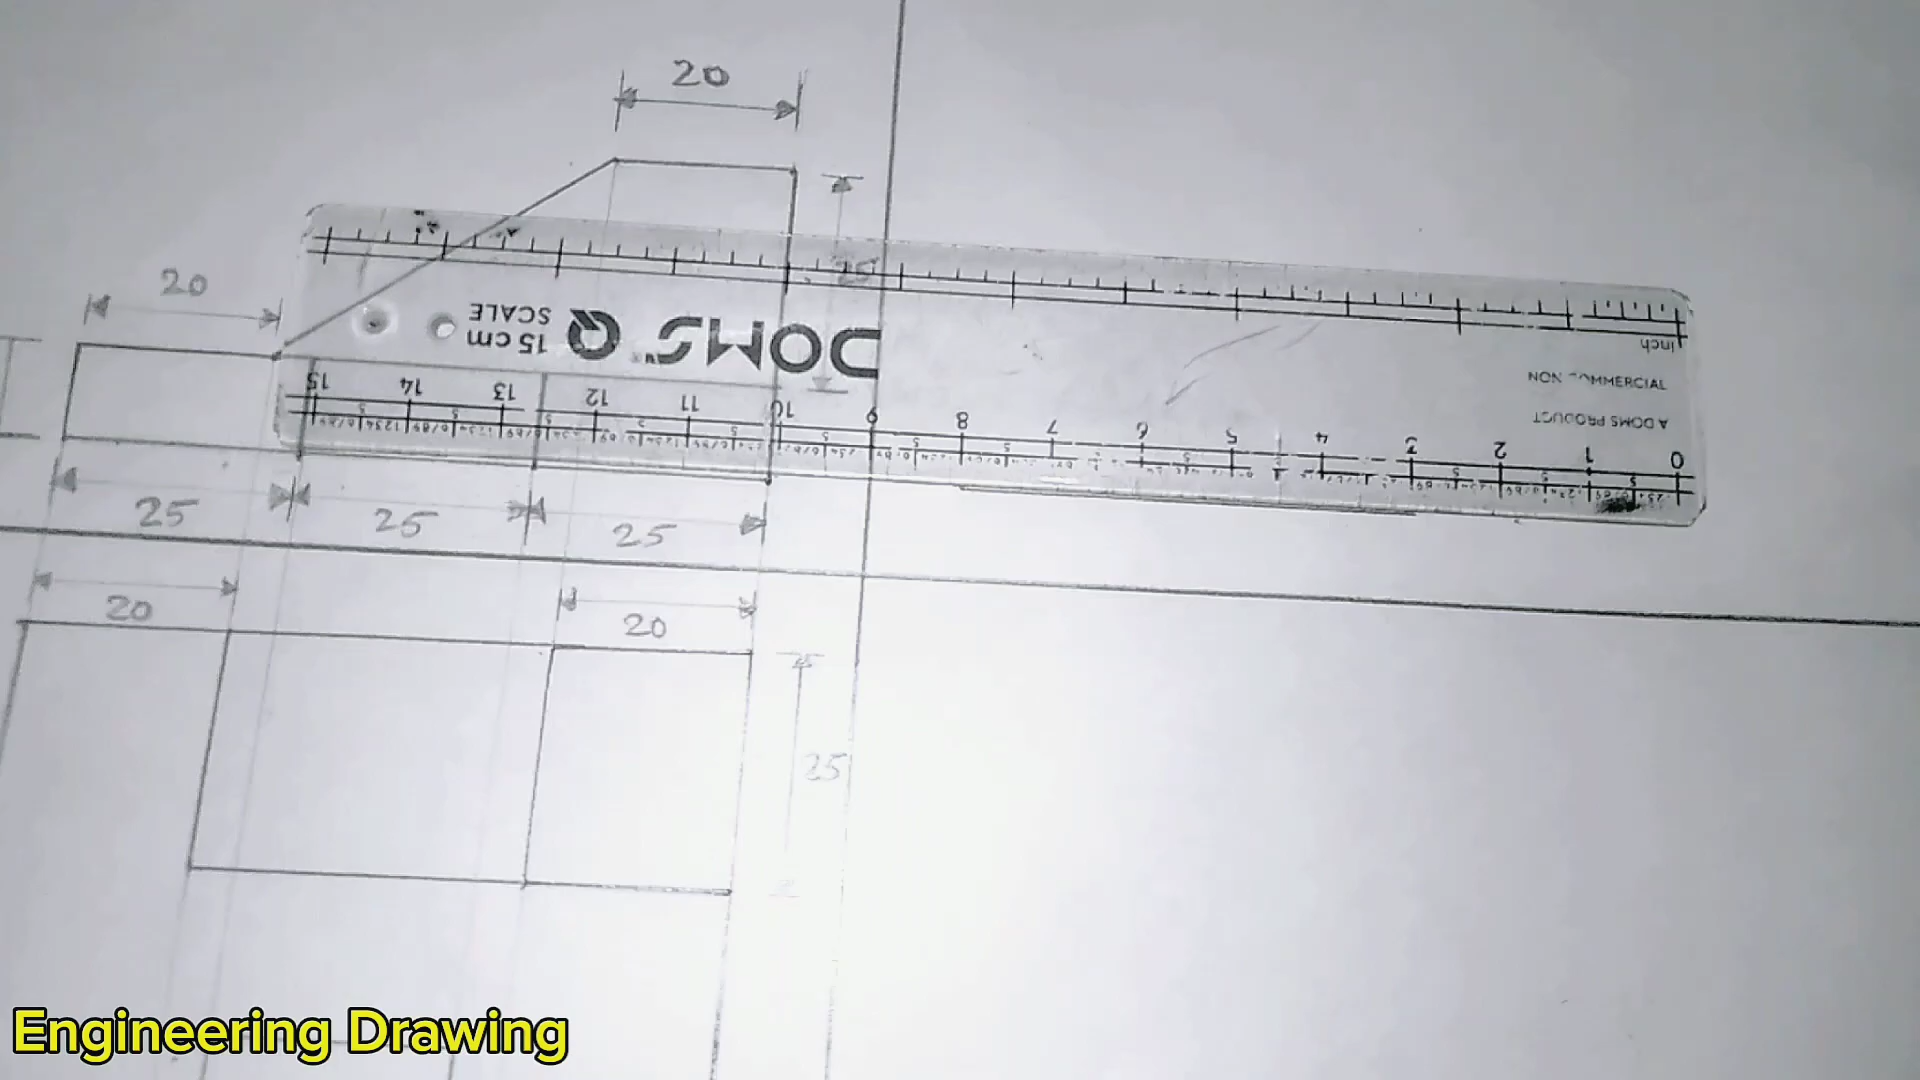 20
20
25
SCALE
15 cm
DOMS
inch
NON COMMERCIAL
A DOMS PRODUCT
15 14 13 12 11 10 9 8 7 6 5 4 3 2 1 0
25
25
25
20
20
25
Engineering Drawing